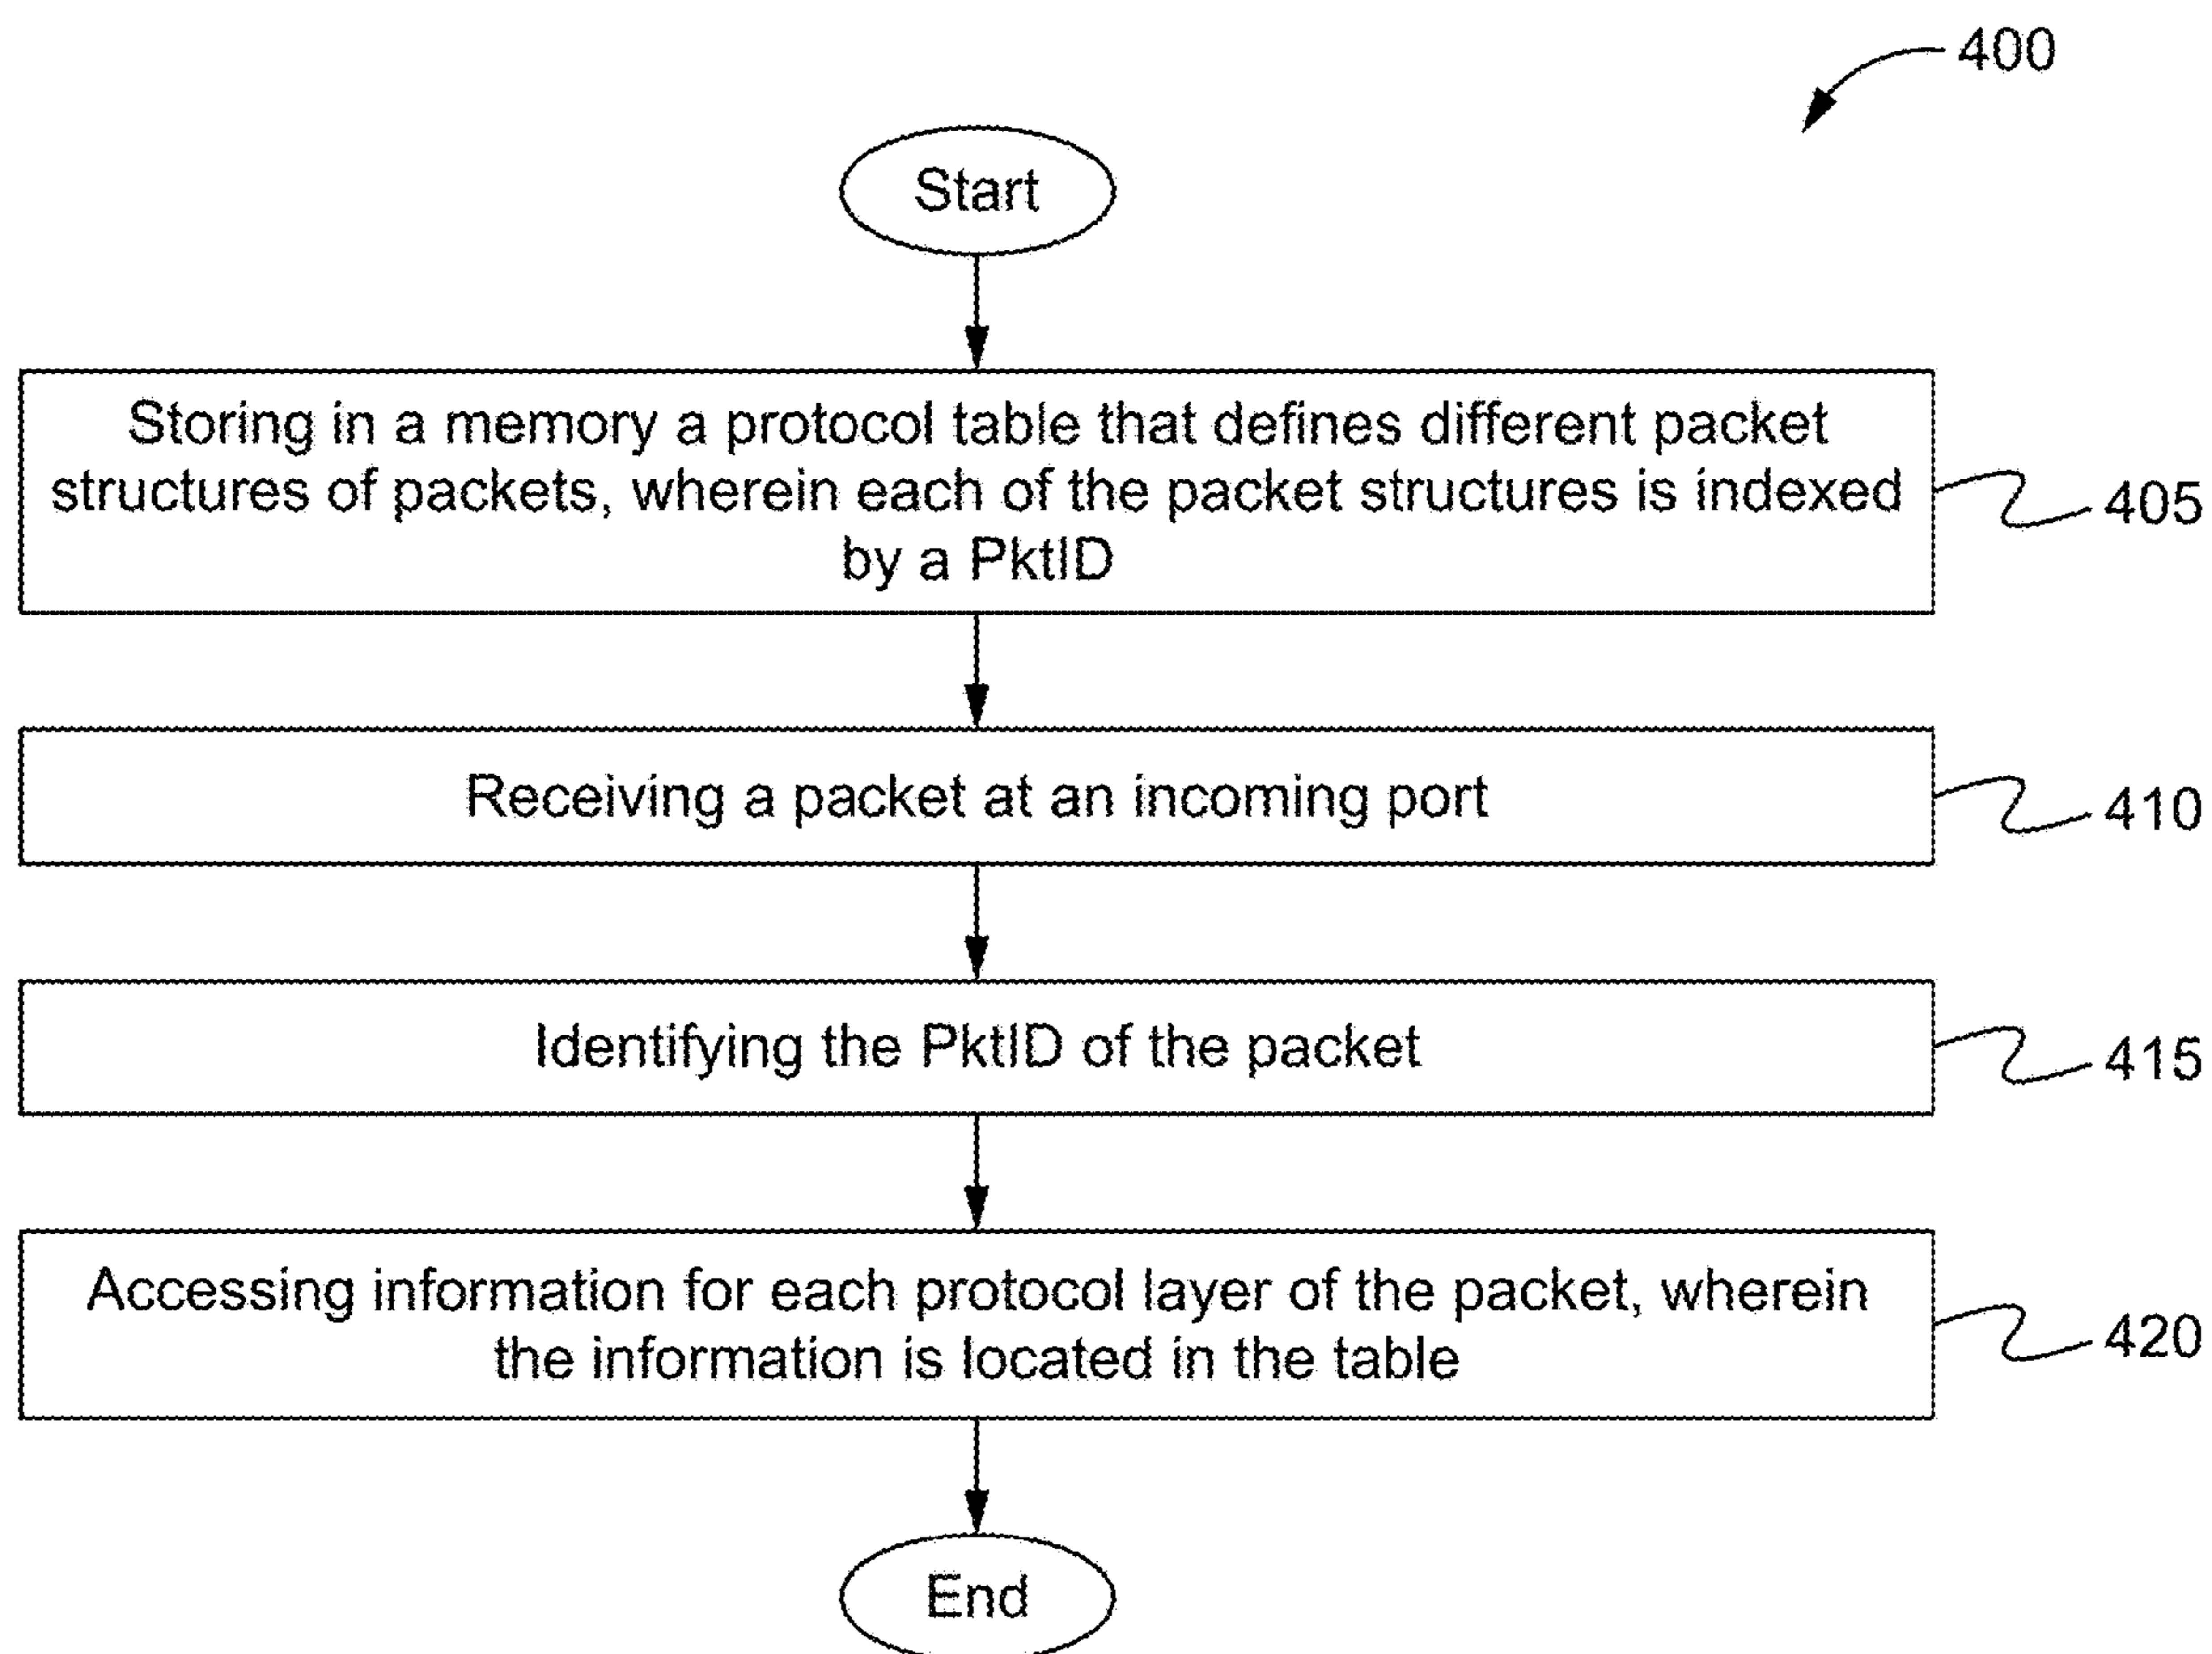 400
Start
Storing in a memory a protocol table that defines different packet
structures of packets, wherein each of the packet structures is indexed
by a PktID
405
Receiving a packet at an incoming port
410
Identifying the PktID of the packet
415
Accessing information for each protocol layer of the packet, wherein
the information is located in the table
420
End